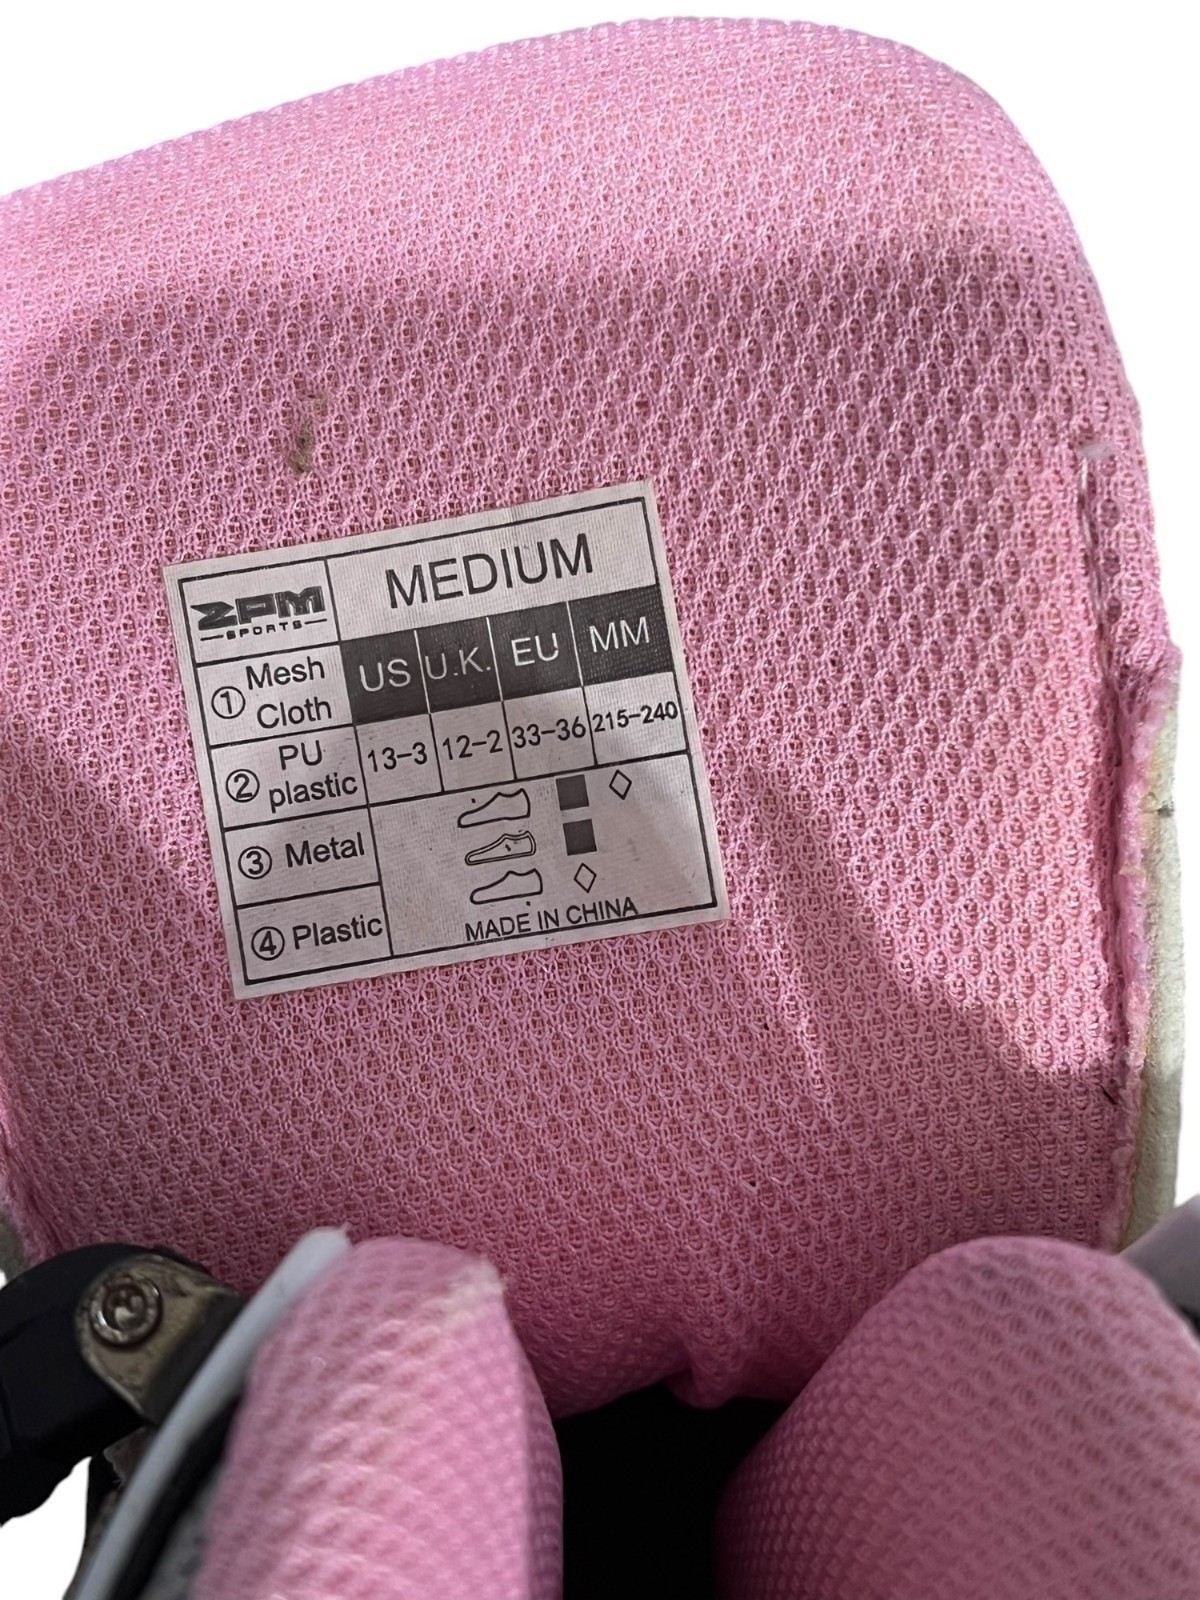 2PM
SPORTS
MEDIUM
① Mesh Cloth
US U.K. EU MM
② PU plastic
13-3 12-2 33-36 215-240
③ Metal
④ Plastic
MADE IN CHINA